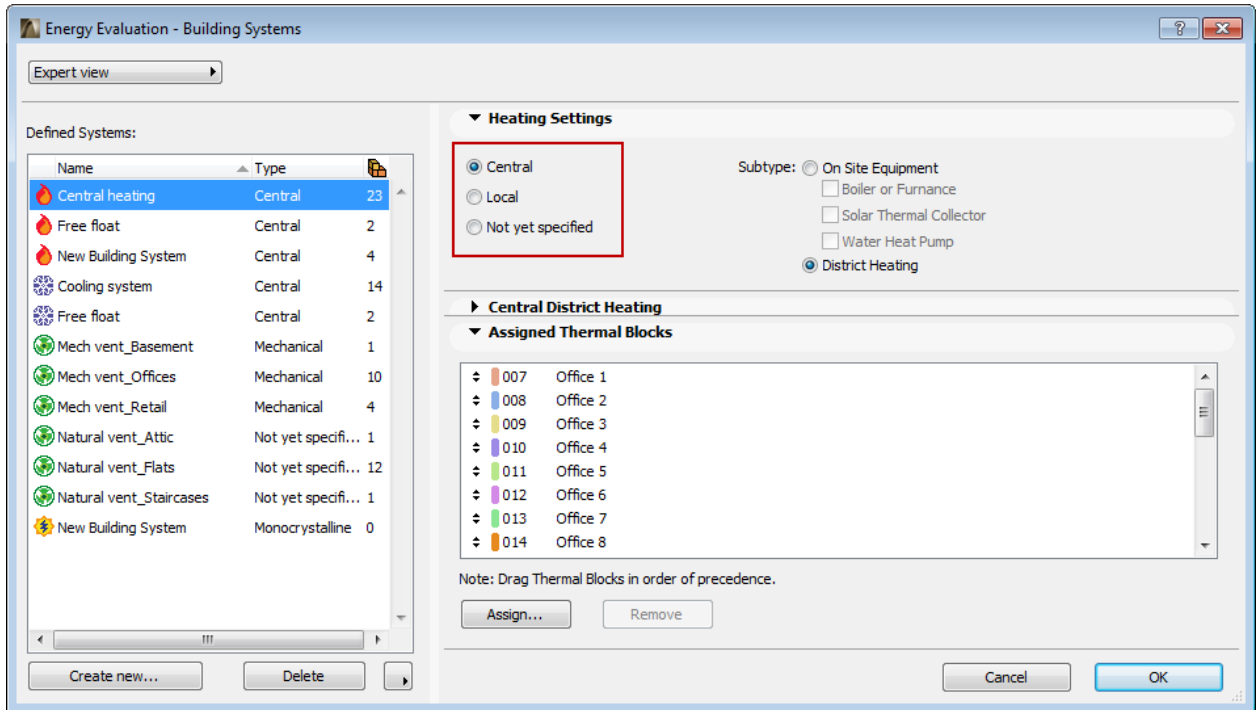 Energy Evaluation - Building Systems
Expert view
Defined Systems:
Name Type
Central heating Central 23
Free float Central 2
New Building System Central 4
Cooling system Central 14
Free float Central 2
Mech vent_Basement Mechanical 1
Mech vent_Offices Mechanical 10
Mech vent_Retail Mechanical 4
Natural vent_Attic Not yet specifi... 1
Natural vent_Flats Not yet specifi... 12
Natural vent_Staircases Not yet specifi... 1
New Building System Monocrystalline 0
Create new... Delete
Heating Settings
Central
Local
Not yet specified
Subtype: On Site Equipment
Boiler or Furnance
Solar Thermal Collector
Water Heat Pump
District Heating
Central District Heating
Assigned Thermal Blocks
007 Office 1
008 Office 2
009 Office 3
010 Office 4
011 Office 5
012 Office 6
013 Office 7
014 Office 8
Note: Drag Thermal Blocks in order of precedence.
Assign... Remove
Cancel OK